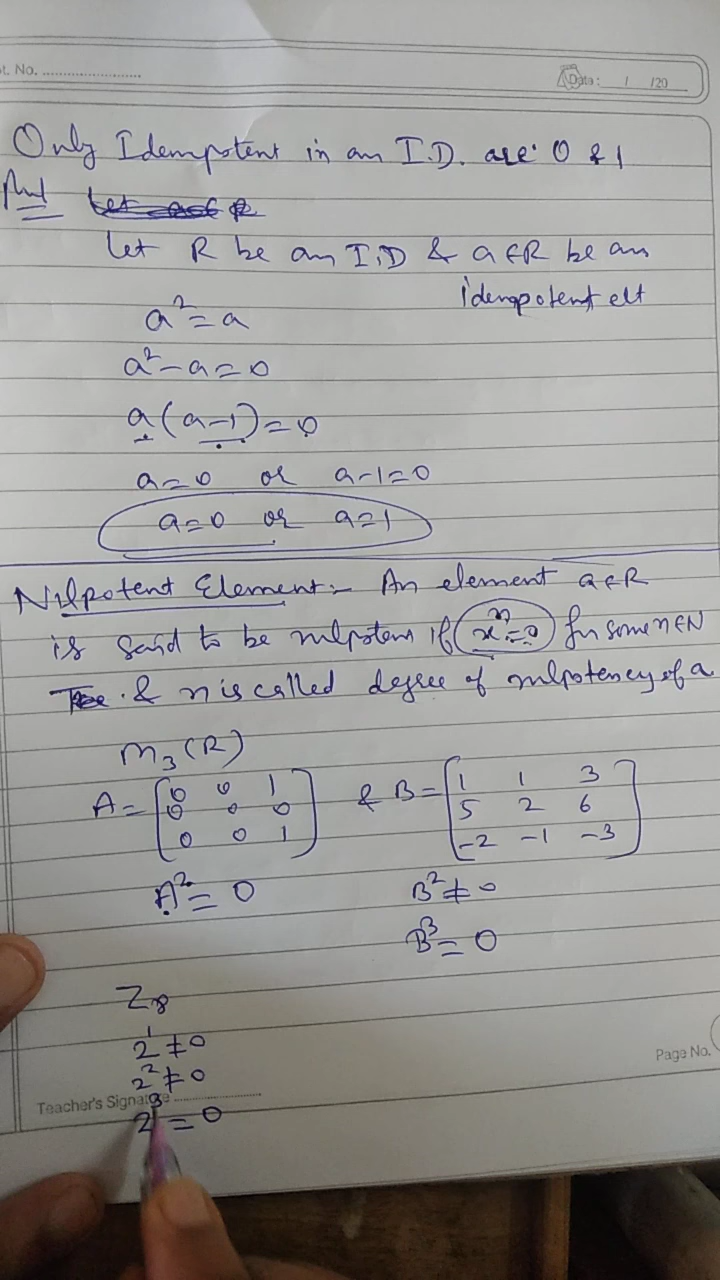 t. No. ........................
Date: / /20
Only Idempotent in an I.D. are 0 & 1
Let R be an I.D & a∈R be an
idempotent elt
a² = a
a² - a = 0
a(a-1) = 0
a=0 or a-1=0
a=0 or a=1
Nilpotent Element:- An element a∈R
is said to be nilpotent if xⁿ=0 for some n∈N
& n is called degree of nilpotency of a
M₃(R)
A = [0 0 1
0 0 0
0 0 1] & B = [1 1 3
5 2 6
-2 -1 -3]
A² = 0 B² ≠ 0
B³ = 0
Z₈
2¹ ≠ 0
2² ≠ 0
Page No.
Teacher's Signature ........................
2³ = 0